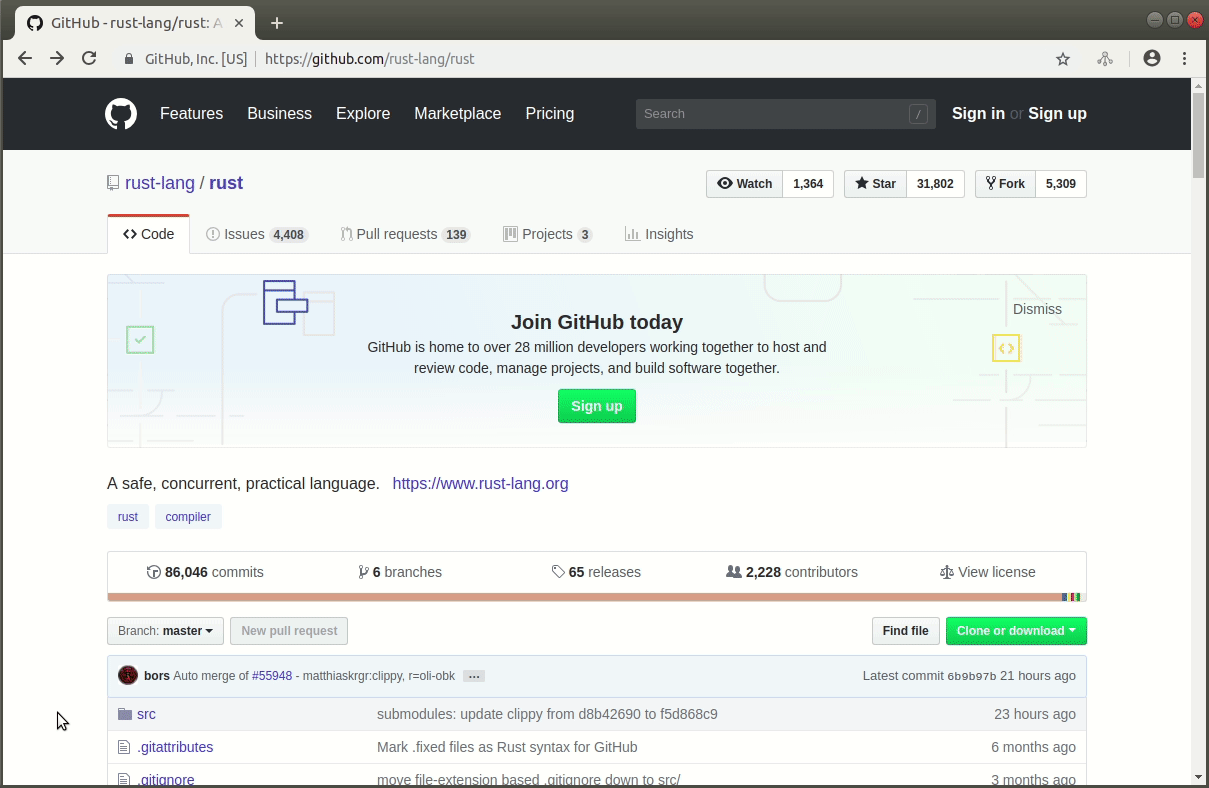 GitHub - rust-lang/rust: A
GitHub, Inc. [US] https://github.com/rust-lang/rust
Features Business Explore Marketplace Pricing Search / Sign in or Sign up
rust-lang / rust Watch 1,364 Star 31,802 Fork 5,309
Code Issues 4,408 Pull requests 139 Projects 3 Insights
Dismiss
Join GitHub today
GitHub is home to over 28 million developers working together to host and
review code, manage projects, and build software together.
Sign up
A safe, concurrent, practical language. https://www.rust-lang.org
rust compiler
86,046 commits 6 branches 65 releases 2,228 contributors View license
Branch: master New pull request Find file Clone or download
bors Auto merge of #55948 - matthiaskrgr:clippy, r=oli-obk … Latest commit 6b9b97b 21 hours ago
src submodules: update clippy from d8b42690 to f5d868c9 23 hours ago
.gitattributes Mark .fixed files as Rust syntax for GitHub 6 months ago
.gitignore move file-extension based .gitignore down to src/ 3 months ago